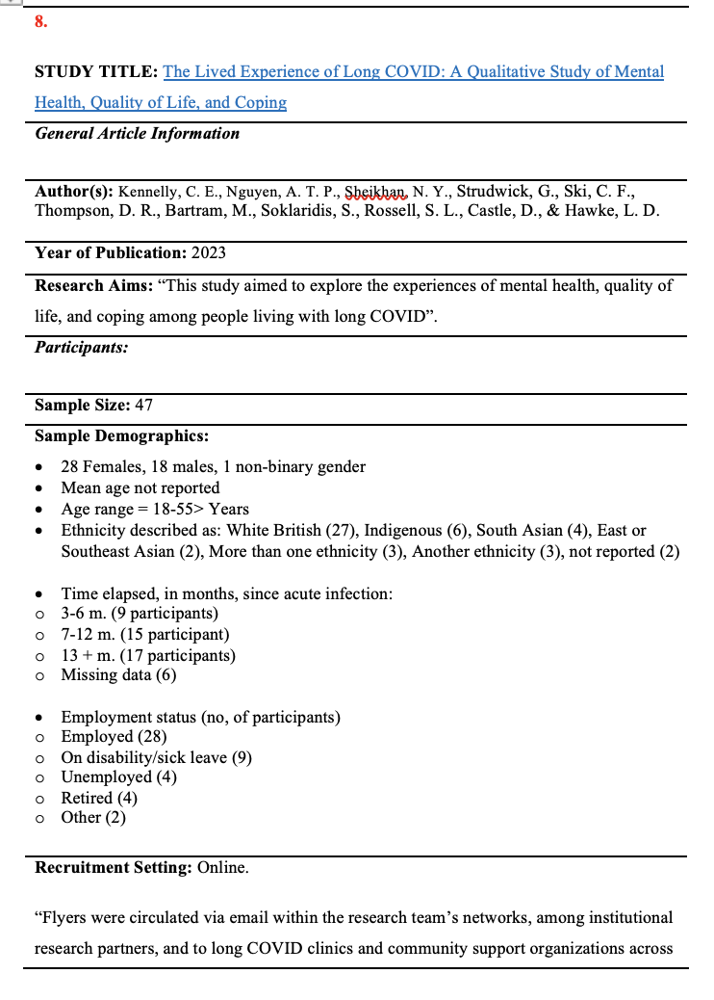 8.
STUDY TITLE: The Lived Experience of Long COVID: A Qualitative Study of Mental
Health, Quality of Life, and Coping
General Article Information
Author(s): Kennelly, C. E., Nguyen, A. T. P., Sheikhan, N. Y., Strudwick, G., Ski, C. F.,
Thompson, D. R., Bartram, M., Soklaridis, S., Rossell, S. L., Castle, D., & Hawke, L. D.
Year of Publication: 2023
Research Aims: “This study aimed to explore the experiences of mental health, quality of
life, and coping among people living with long COVID”.
Participants:
Sample Size: 47
Sample Demographics:
• 28 Females, 18 males, 1 non-binary gender
• Mean age not reported
• Age range = 18-55> Years
• Ethnicity described as: White British (27), Indigenous (6), South Asian (4), East or
Southeast Asian (2), More than one ethnicity (3), Another ethnicity (3), not reported (2)
• Time elapsed, in months, since acute infection:
o 3-6 m. (9 participants)
o 7-12 m. (15 participant)
o 13 + m. (17 participants)
o Missing data (6)
• Employment status (no, of participants)
o Employed (28)
o On disability/sick leave (9)
o Unemployed (4)
o Retired (4)
o Other (2)
Recruitment Setting: Online.
“Flyers were circulated via email within the research team’s networks, among institutional
research partners, and to long COVID clinics and community support organizations across